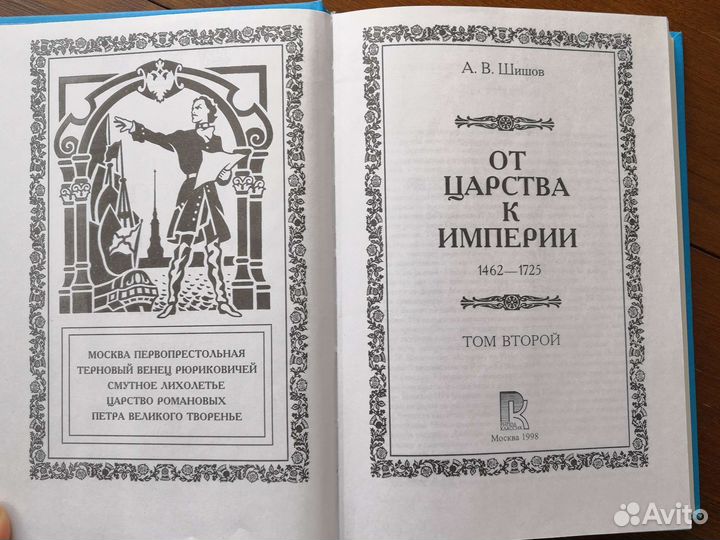 МОСКВА ПЕРВОПРЕСТОЛЬНАЯ
ТЕРНОВЫЙ ВЕНЕЦ РЮРИКОВИЧЕЙ
СМУТНОЕ ЛИХОЛЕТЬЕ
ЦАРСТВО РОМАНОВЫХ
ПЕТРА ВЕЛИКОГО ТВОРЕНЬЕ
А. В. Шишов
ОТ
ЦАРСТВА
К
ИМПЕРИИ
1462—1725
ТОМ ВТОРОЙ
Москва 1998
Avito